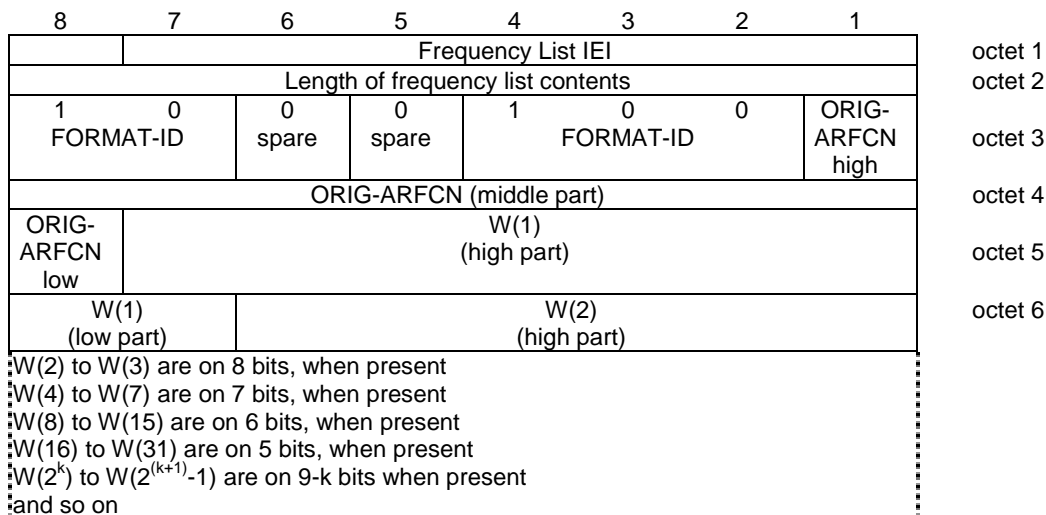 8 7 6 5 4 3 2 1
Frequency List IEI octet 1
Length of frequency list contents octet 2
1 0 0 0 1 0 0 ORIG-
FORMAT-ID spare spare FORMAT-ID ARFCN octet 3
high
ORIG-ARFCN (middle part) octet 4
ORIG- W(1)
ARFCN (high part) octet 5
low
W(1) W(2) octet 6
(low part) (high part)
W(2) to W(3) are on 8 bits, when present
W(4) to W(7) are on 7 bits, when present
W(8) to W(15) are on 6 bits, when present
W(16) to W(31) are on 5 bits, when present
W(2^k) to W(2^(k+1)-1) are on 9-k bits when present
and so on